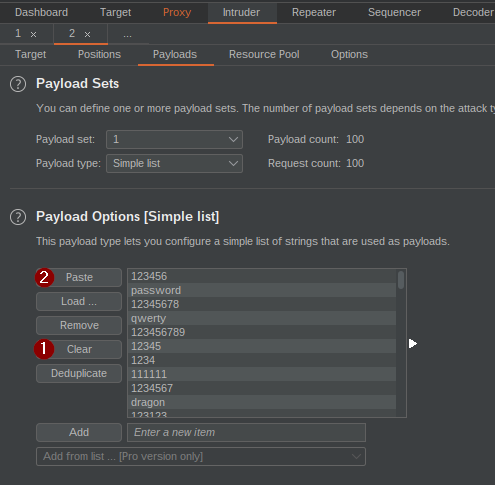 Dashboard Target Proxy Intruder Repeater Sequencer Decoder
1 × 2 × ...
Target Positions Payloads Resource Pool Options
? Payload Sets
You can define one or more payload sets. The number of payload sets depends on the attack ty
Payload set: 1 Payload count: 100
Payload type: Simple list Request count: 100
? Payload Options [Simple list]
This payload type lets you configure a simple list of strings that are used as payloads.
2 Paste
Load ...
Remove
1 Clear
Deduplicate
123456
password
12345678
qwerty
123456789
12345
1234
111111
1234567
dragon
123123
Add Enter a new item
Add from list ... [Pro version only]